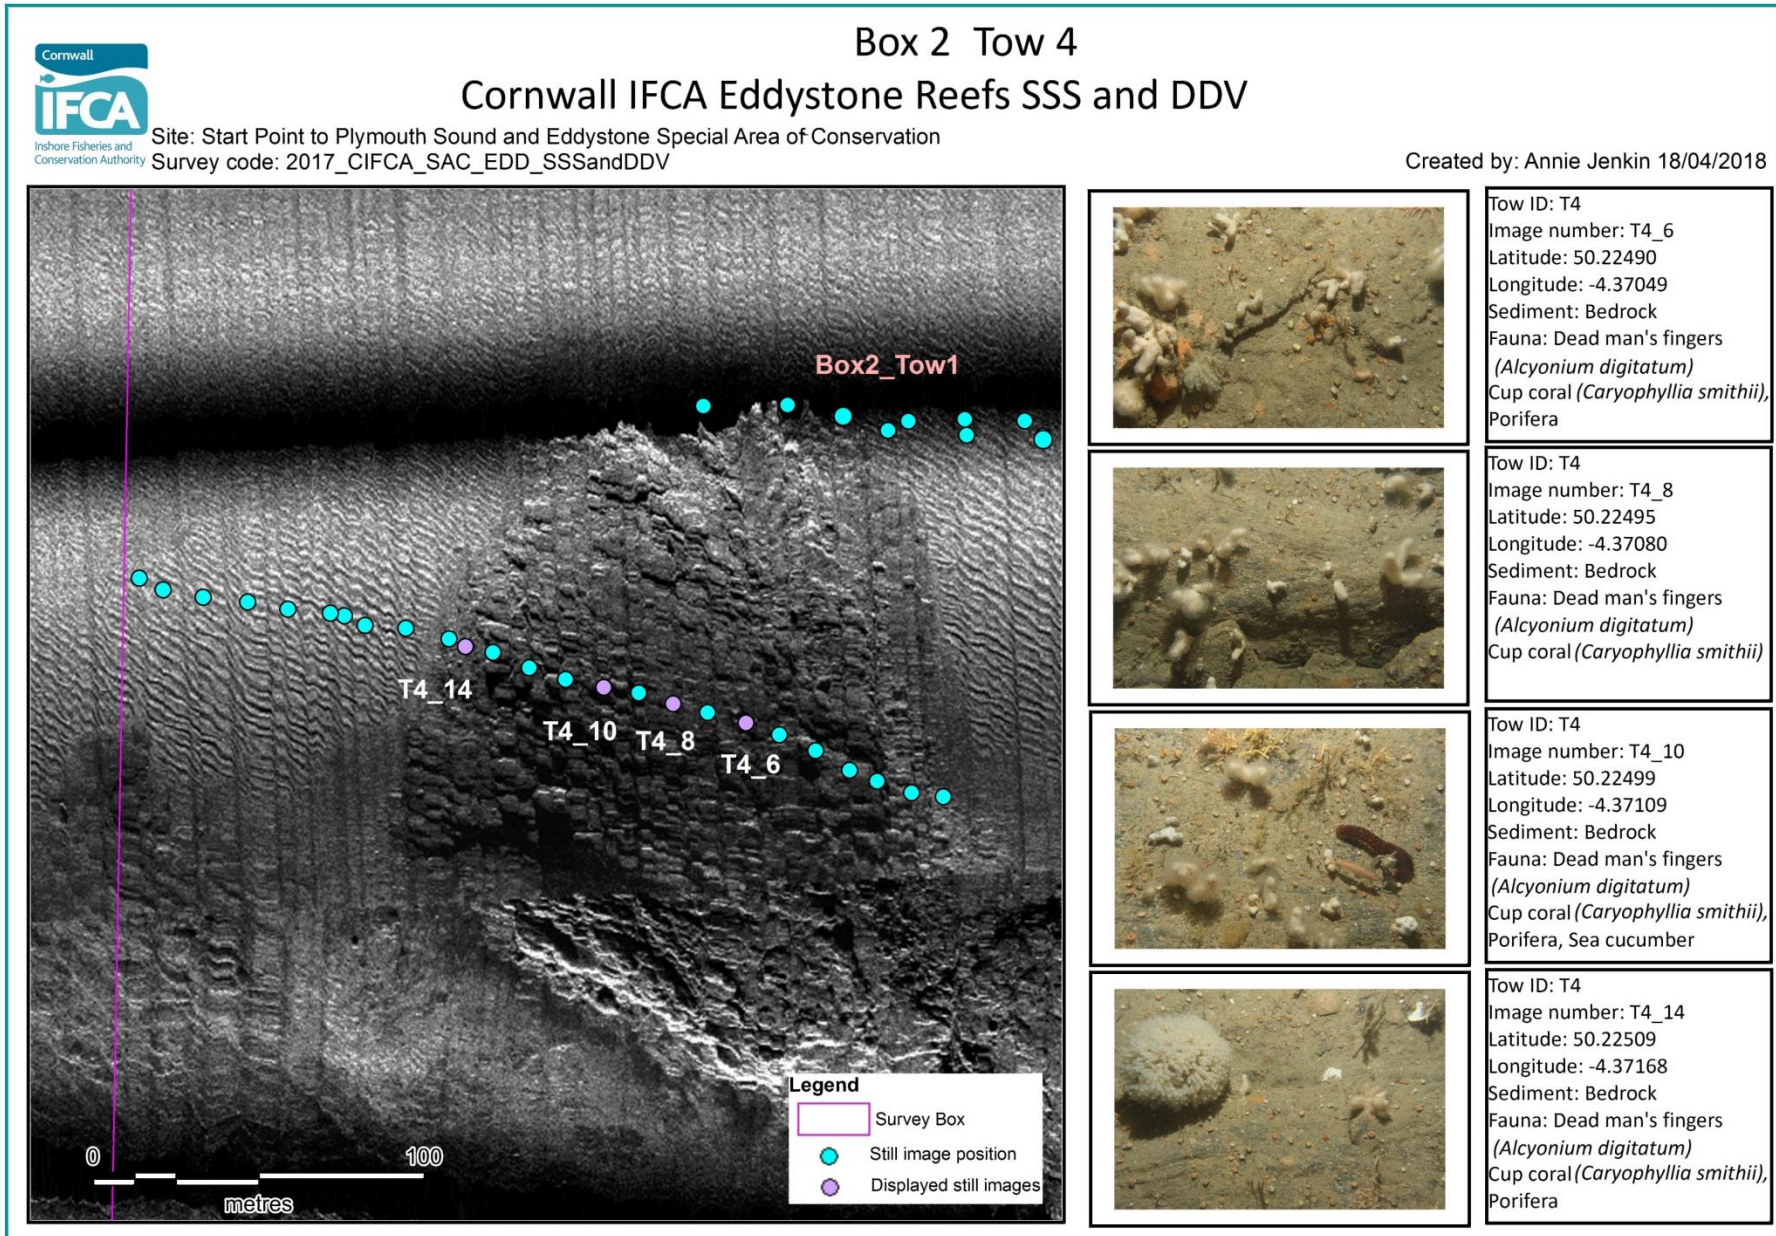 Box 2 Tow 4
Cornwall IFCA Eddystone Reefs SSS and DDV
Cornwall
IFCA
Inshore Fisheries and
Conservation Authority
Site: Start Point to Plymouth Sound and Eddystone Special Area of Conservation
Survey code: 2017_CIFCA_SAC_EDD_SSSandDDV
Created by: Annie Jenkin 18/04/2018
Box2_Tow1
T4_14
T4_10
T4_8
T4_6
0 100
metres
Legend
Survey Box
Still image position
Displayed still images
Tow ID: T4
Image number: T4_6
Latitude: 50.22490
Longitude: -4.37049
Sediment: Bedrock
Fauna: Dead man's fingers
(Alcyonium digitatum)
Cup coral (Caryophyllia smithii),
Porifera
Tow ID: T4
Image number: T4_8
Latitude: 50.22495
Longitude: -4.37080
Sediment: Bedrock
Fauna: Dead man's fingers
(Alcyonium digitatum)
Cup coral (Caryophyllia smithii)
Tow ID: T4
Image number: T4_10
Latitude: 50.22499
Longitude: -4.37109
Sediment: Bedrock
Fauna: Dead man's fingers
(Alcyonium digitatum)
Cup coral (Caryophyllia smithii),
Porifera, Sea cucumber
Tow ID: T4
Image number: T4_14
Latitude: 50.22509
Longitude: -4.37168
Sediment: Bedrock
Fauna: Dead man's fingers
(Alcyonium digitatum)
Cup coral (Caryophyllia smithii),
Porifera